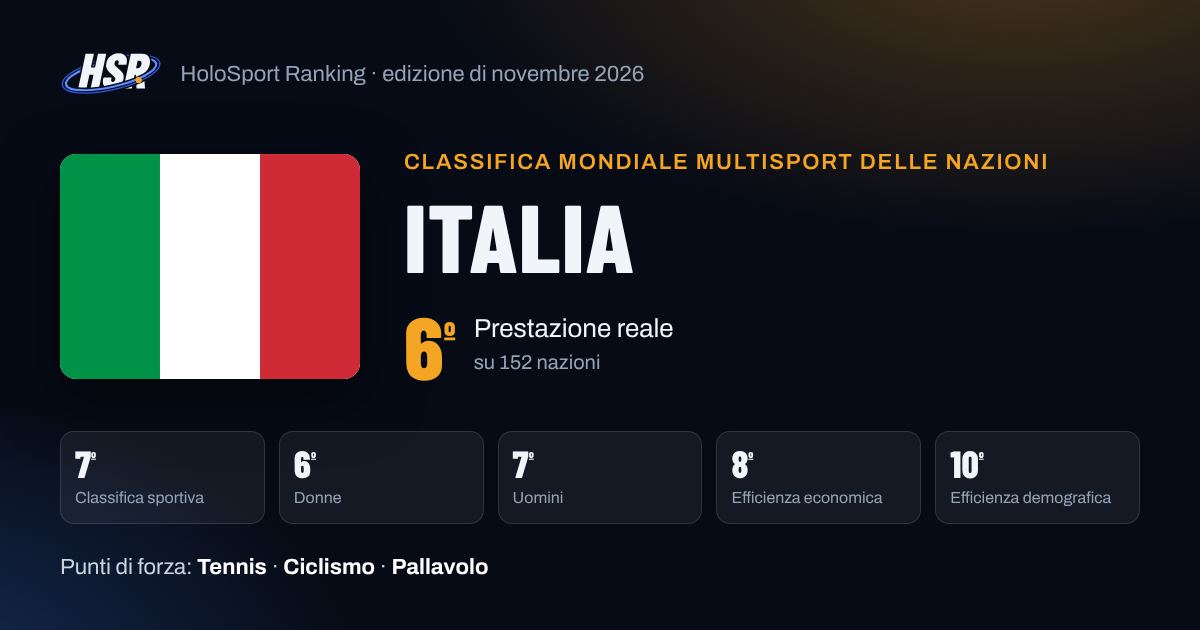 HSR
HoloSport Ranking · edizione di novembre 2026
CLASSIFICA MONDIALE MULTISPORT DELLE NAZIONI
ITALIA
6º Prestazione reale
su 152 nazioni
7º
Classifica sportiva
6º
Donne
7º
Uomini
8º
Efficienza economica
10º
Efficienza demografica
Punti di forza: Tennis · Ciclismo · Pallavolo